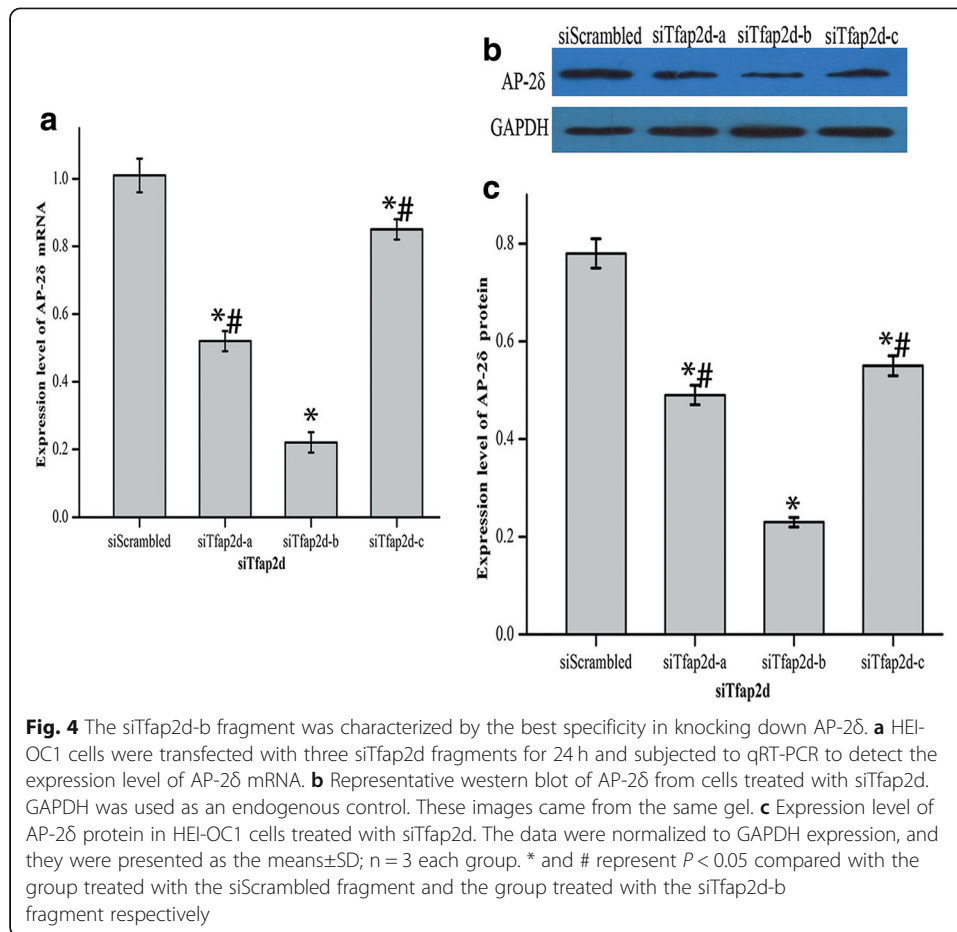 a
Expression level of AP-2δ mRNA
1.0
0.8
0.6
0.4
0.2
0.0
*#
*
*#
siScrambled siTfap2d-a siTfap2d-b siTfap2d-c
siTfap2d
b
siScrambled siTfap2d-a siTfap2d-b siTfap2d-c
AP-2δ
GAPDH
c
Expression level of AP-2δ protein
0.8
0.6
0.4
0.2
0.0
*#
*
*#
siScrambled siTfap2d-a siTfap2d-b siTfap2d-c
siTfap2d
Fig. 4 The siTfap2d-b fragment was characterized by the best specificity in knocking down AP-2δ. a HEI-
OC1 cells were transfected with three siTfap2d fragments for 24 h and subjected to qRT-PCR to detect the
expression level of AP-2δ mRNA. b Representative western blot of AP-2δ from cells treated with siTfap2d.
GAPDH was used as an endogenous control. These images came from the same gel. c Expression level of
AP-2δ protein in HEI-OC1 cells treated with siTfap2d. The data were normalized to GAPDH expression, and
they were presented as the means±SD; n = 3 each group. * and # represent P < 0.05 compared with the
group treated with the siScrambled fragment and the group treated with the siTfap2d-b
fragment respectively